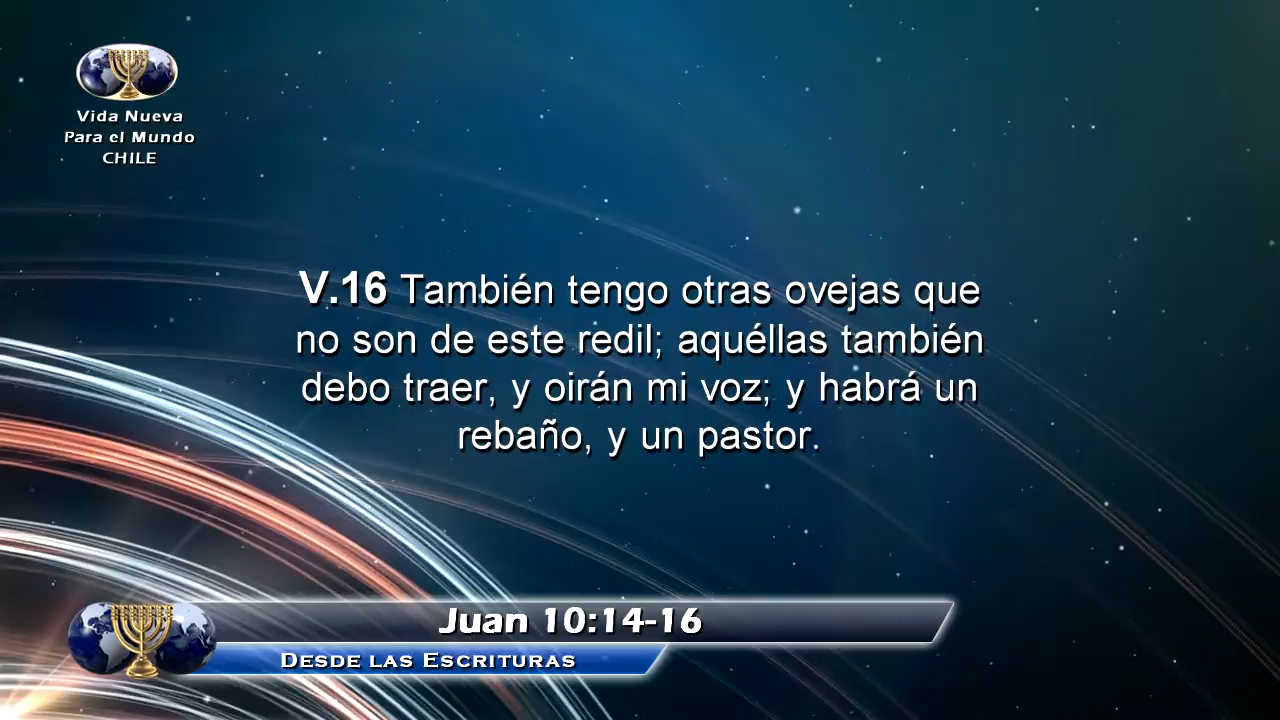 Vida Nueva
Para el Mundo
CHILE
V.16 También tengo otras ovejas que
no son de este redil; aquéllas también
debo traer, y oirán mi voz; y habrá un
rebaño, y un pastor.
Juan 10:14-16
Desde las Escrituras